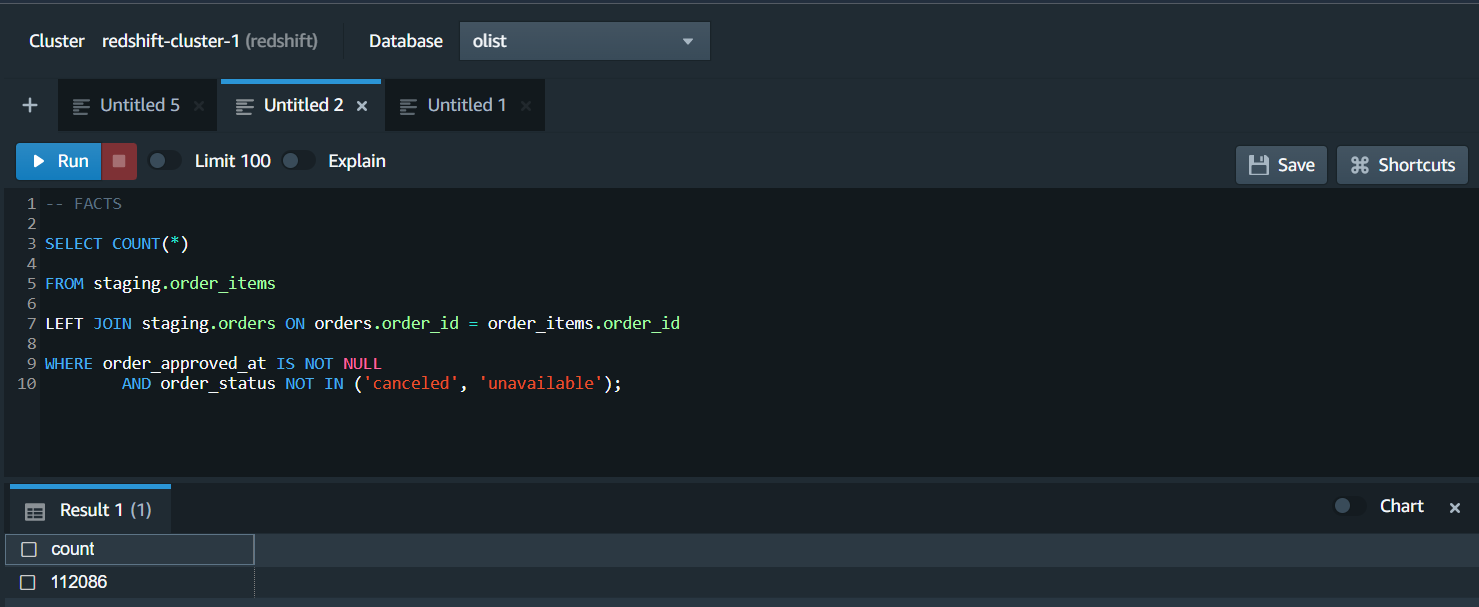 Cluster redshift-cluster-1 (redshift) Database olist
+ Untitled 5 × Untitled 2 × Untitled 1 ×
Run Limit 100 Explain Save ⌘ Shortcuts
1 -- FACTS
2
3 SELECT COUNT(*)
4
5 FROM staging.order_items
6
7 LEFT JOIN staging.orders ON orders.order_id = order_items.order_id
8
9 WHERE order_approved_at IS NOT NULL
10 AND order_status NOT IN ('canceled', 'unavailable');
Result 1 (1) Chart ×
count
112086